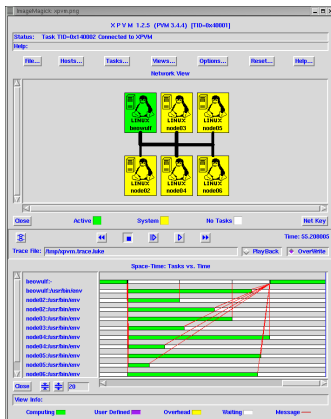 ImageMagick: xpvm.png
X P V M 1.2.5 (PVM 3.4.4) [TID=0x40001]
Status: Task TID=0x140002 Connected to XPVM
Help:
File... Hosts... Tasks... Views... Options... Reset... Help...
Network View
LINUX LINUX LINUX
beowulf node03 node05
LINUX LINUX LINUX
node02 node04 node06
Close Active System No Tasks Net Key
Time: 55.208005
Trace File: /tmp/xpvm.trace.luke PlayBack OverWrite
Space-Time: Tasks vs. Time
beowulf:-
beowulf:/usr/bin/env
node02:/usr/bin/env
node02:/usr/bin/env
node03:/usr/bin/env
node03:/usr/bin/env
node04:/usr/bin/env
node04:/usr/bin/env
node05:/usr/bin/env
node05:/usr/bin/env
node06:/usr/bin/env
Close 20
View Info:
Computing User Defined Overhead Waiting Message